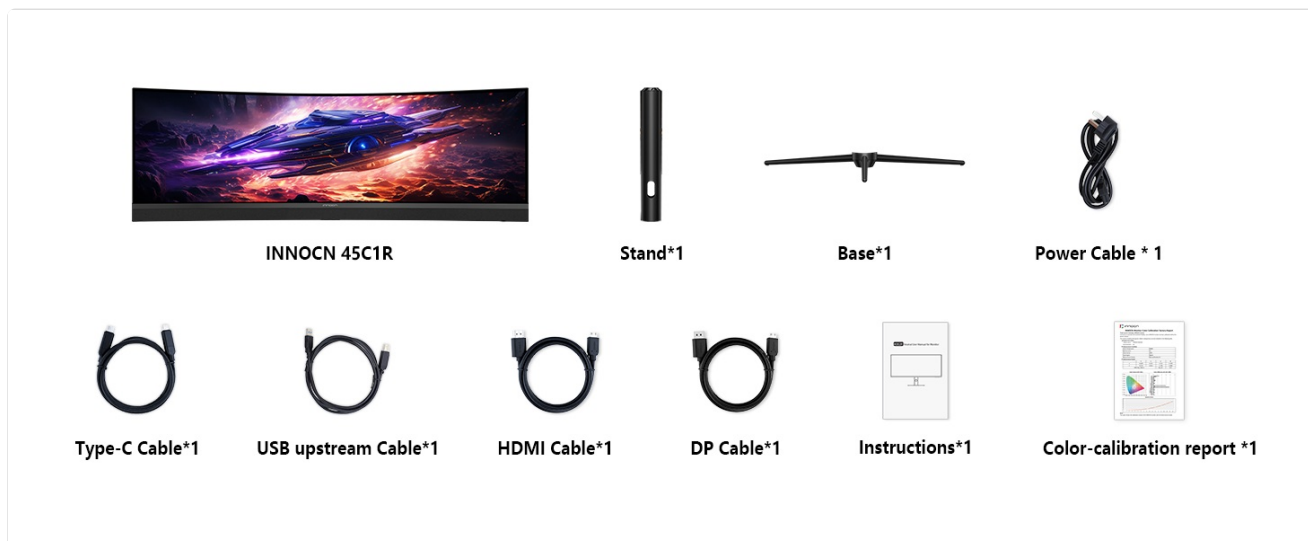 INNOCN 45C1R
Stand*1
Base*1
Power Cable * 1
Type-C Cable*1
USB upstream Cable*1
HDMI Cable*1
DP Cable*1
Instructions*1
Color-calibration report *1